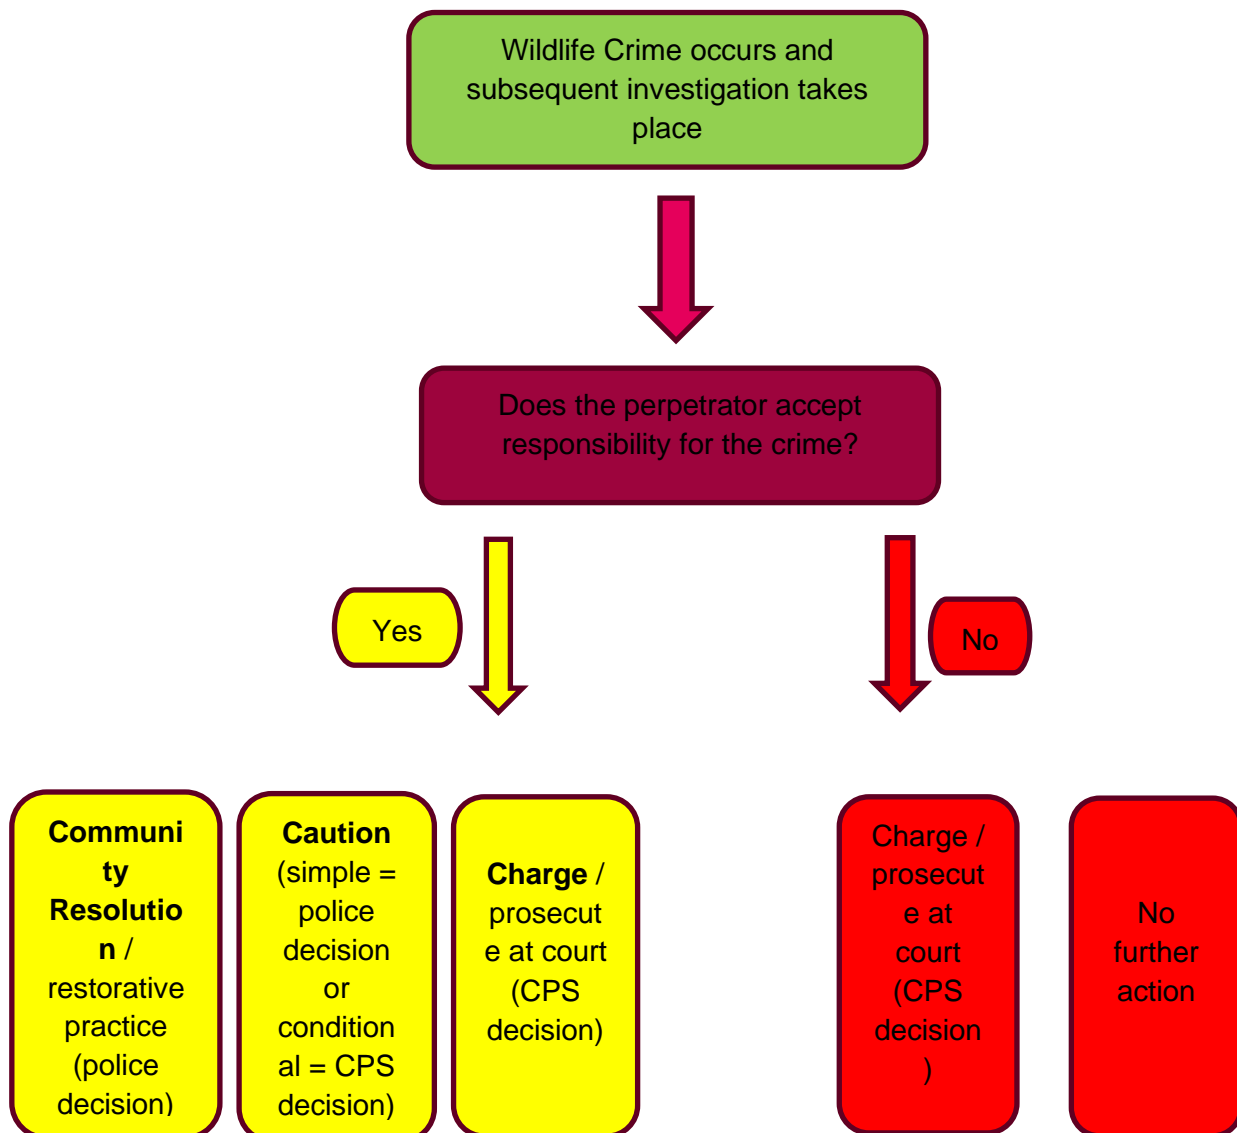 Wildlife Crime occurs and
subsequent investigation takes
place
Does the perpetrator accept
responsibility for the crime?
Yes
No
Communi
ty
Resolutio
n /
restorative
practice
(police
decision)
Caution
(simple =
police
decision
or
condition
al = CPS
decision)
Charge /
prosecut
e at court
(CPS
decision)
Charge /
prosecut
e at
court
(CPS
decision
)
No
further
action